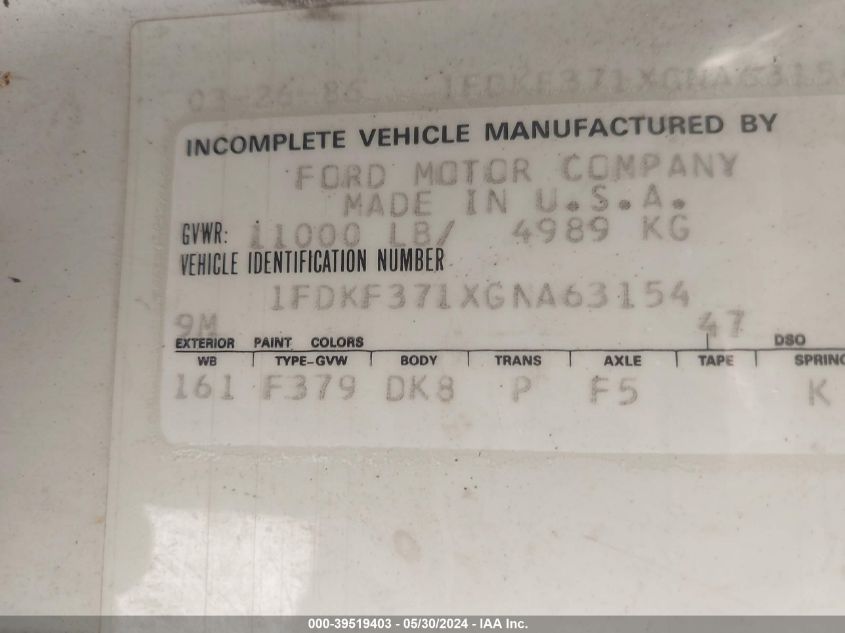 03-26-86 1FDKF371XGNA63154
INCOMPLETE VEHICLE MANUFACTURED BY
FORD MOTOR COMPANY
MADE IN U.S.A.
GVWR: 11000 LB/ 4989 KG
VEHICLE IDENTIFICATION NUMBER
1FDKF371XGNA63154
9M 47
EXTERIOR PAINT COLORS DSO
WB TYPE-GVW BODY TRANS AXLE TAPE SPRING
161 F379 DK8 P F5 K
000-39519403 - 05/30/2024 - IAA Inc.